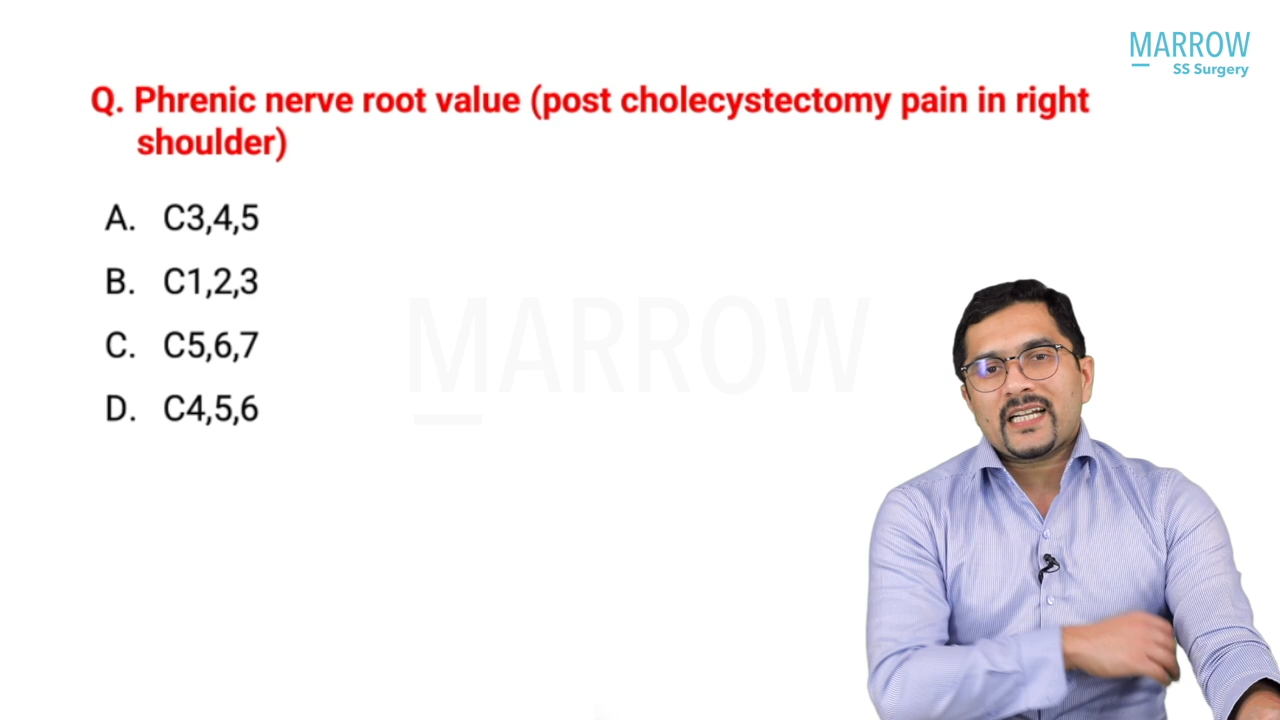 MARROW
SS Surgery
Q. Phrenic nerve root value (post cholecystectomy pain in right
shoulder)
A. C3,4,5
B. C1,2,3
C. C5,6,7
D. C4,5,6
MARROW